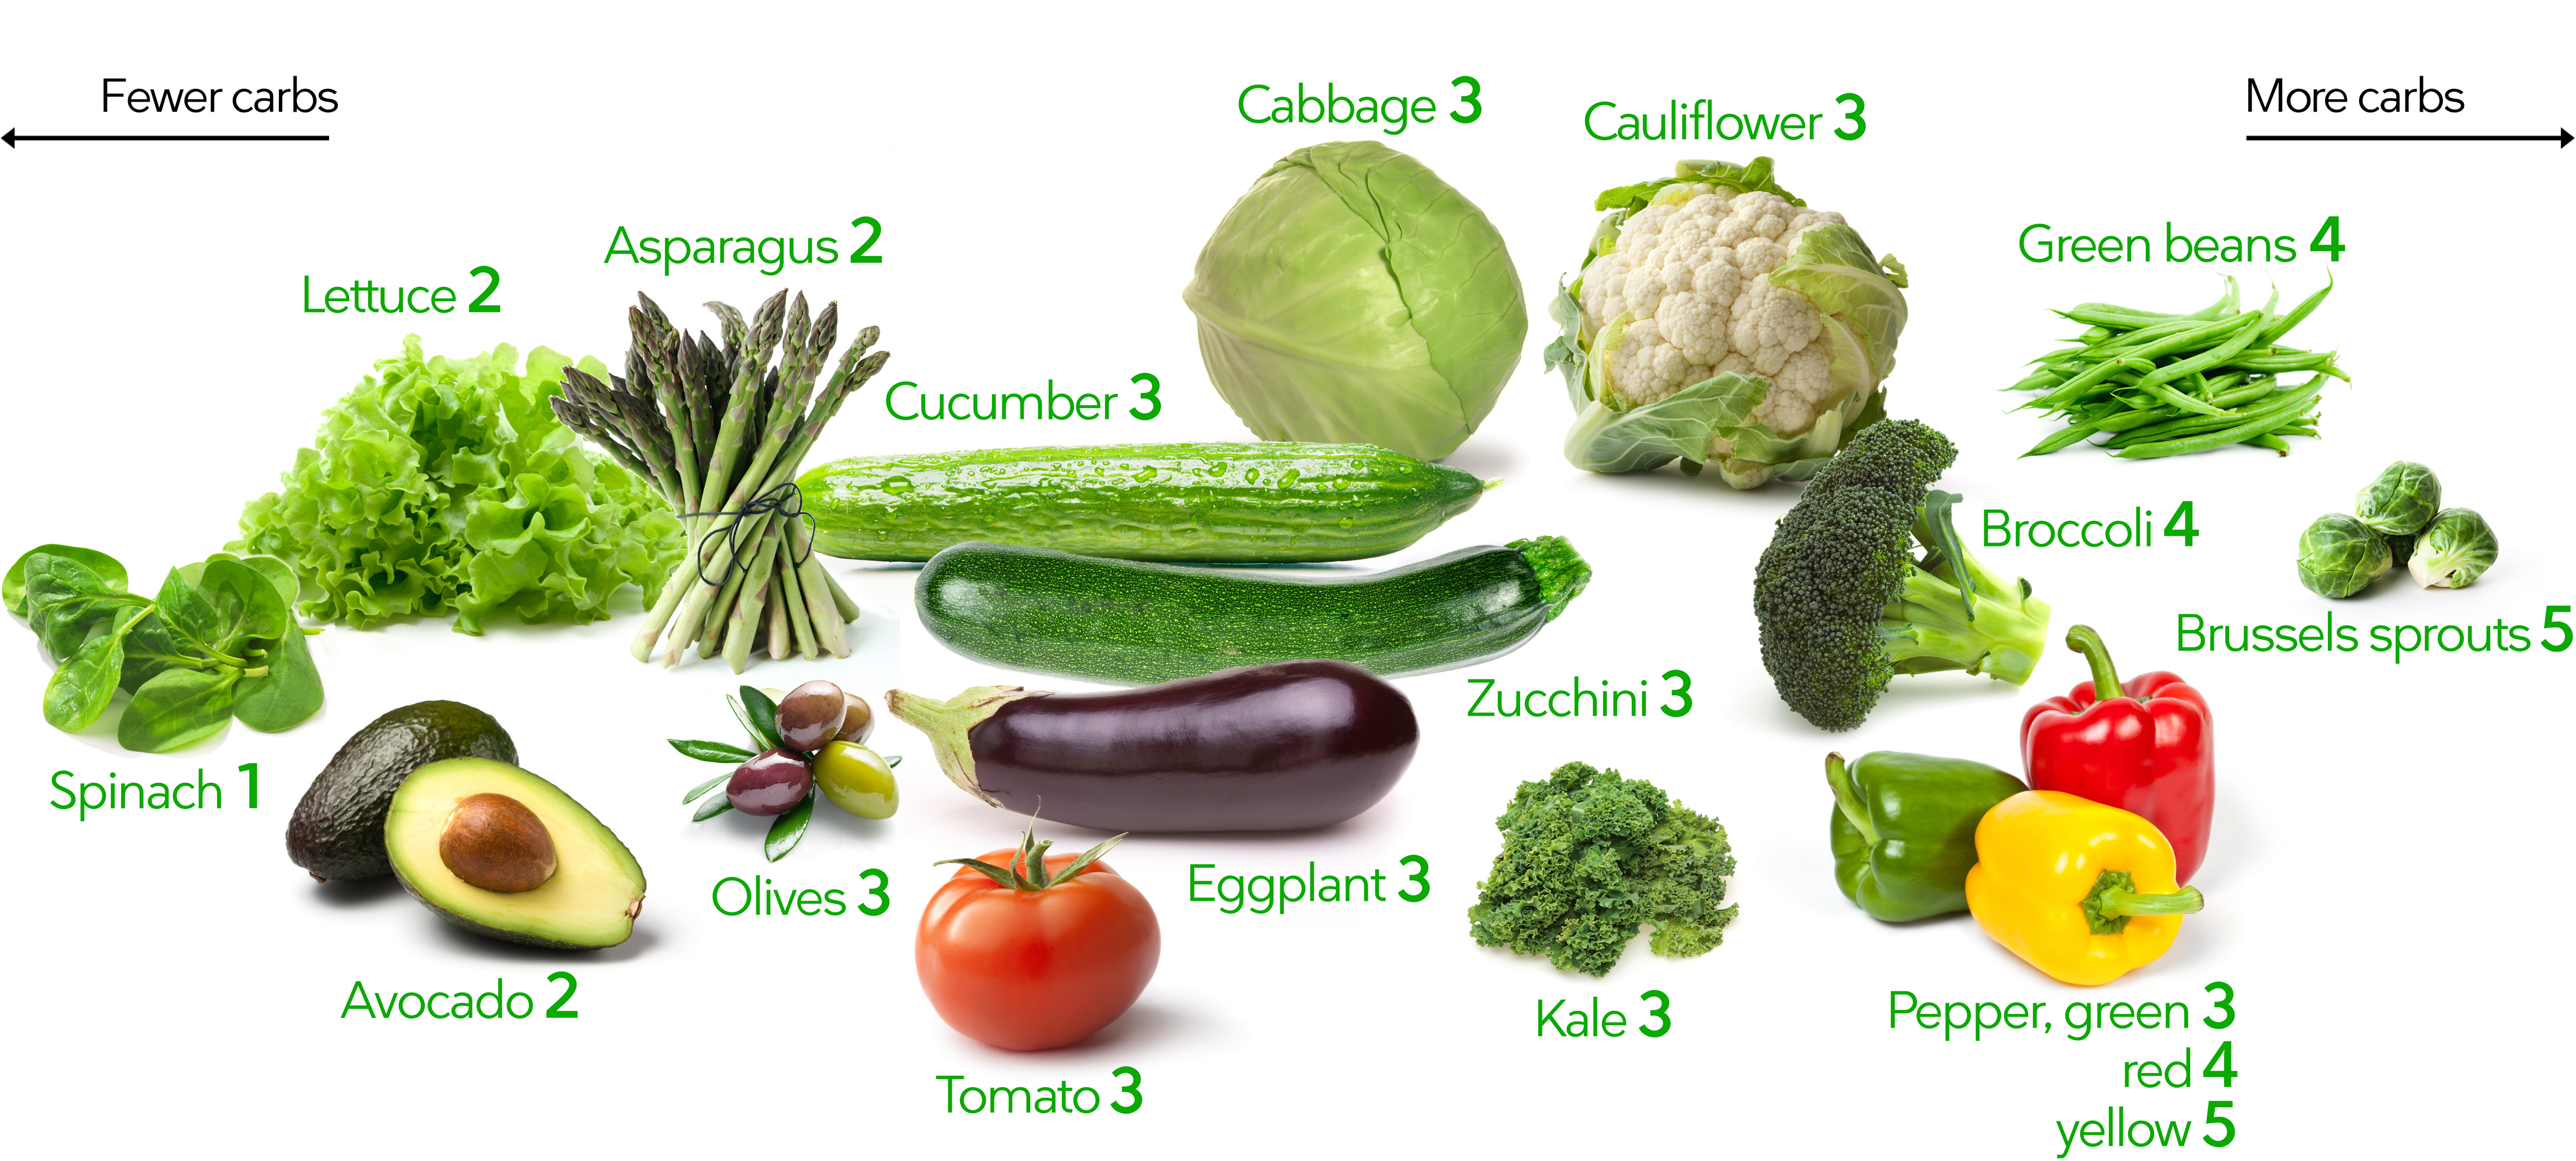 Fewer carbs
More carbs
Cabbage 3
Cauliflower 3
Asparagus 2
Green beans 4
Lettuce 2
Cucumber 3
Broccoli 4
Brussels sprouts 5
Zucchini 3
Spinach 1
Olives 3
Eggplant 3
Avocado 2
Kale 3
Pepper, green 3
red 4
yellow 5
Tomato 3